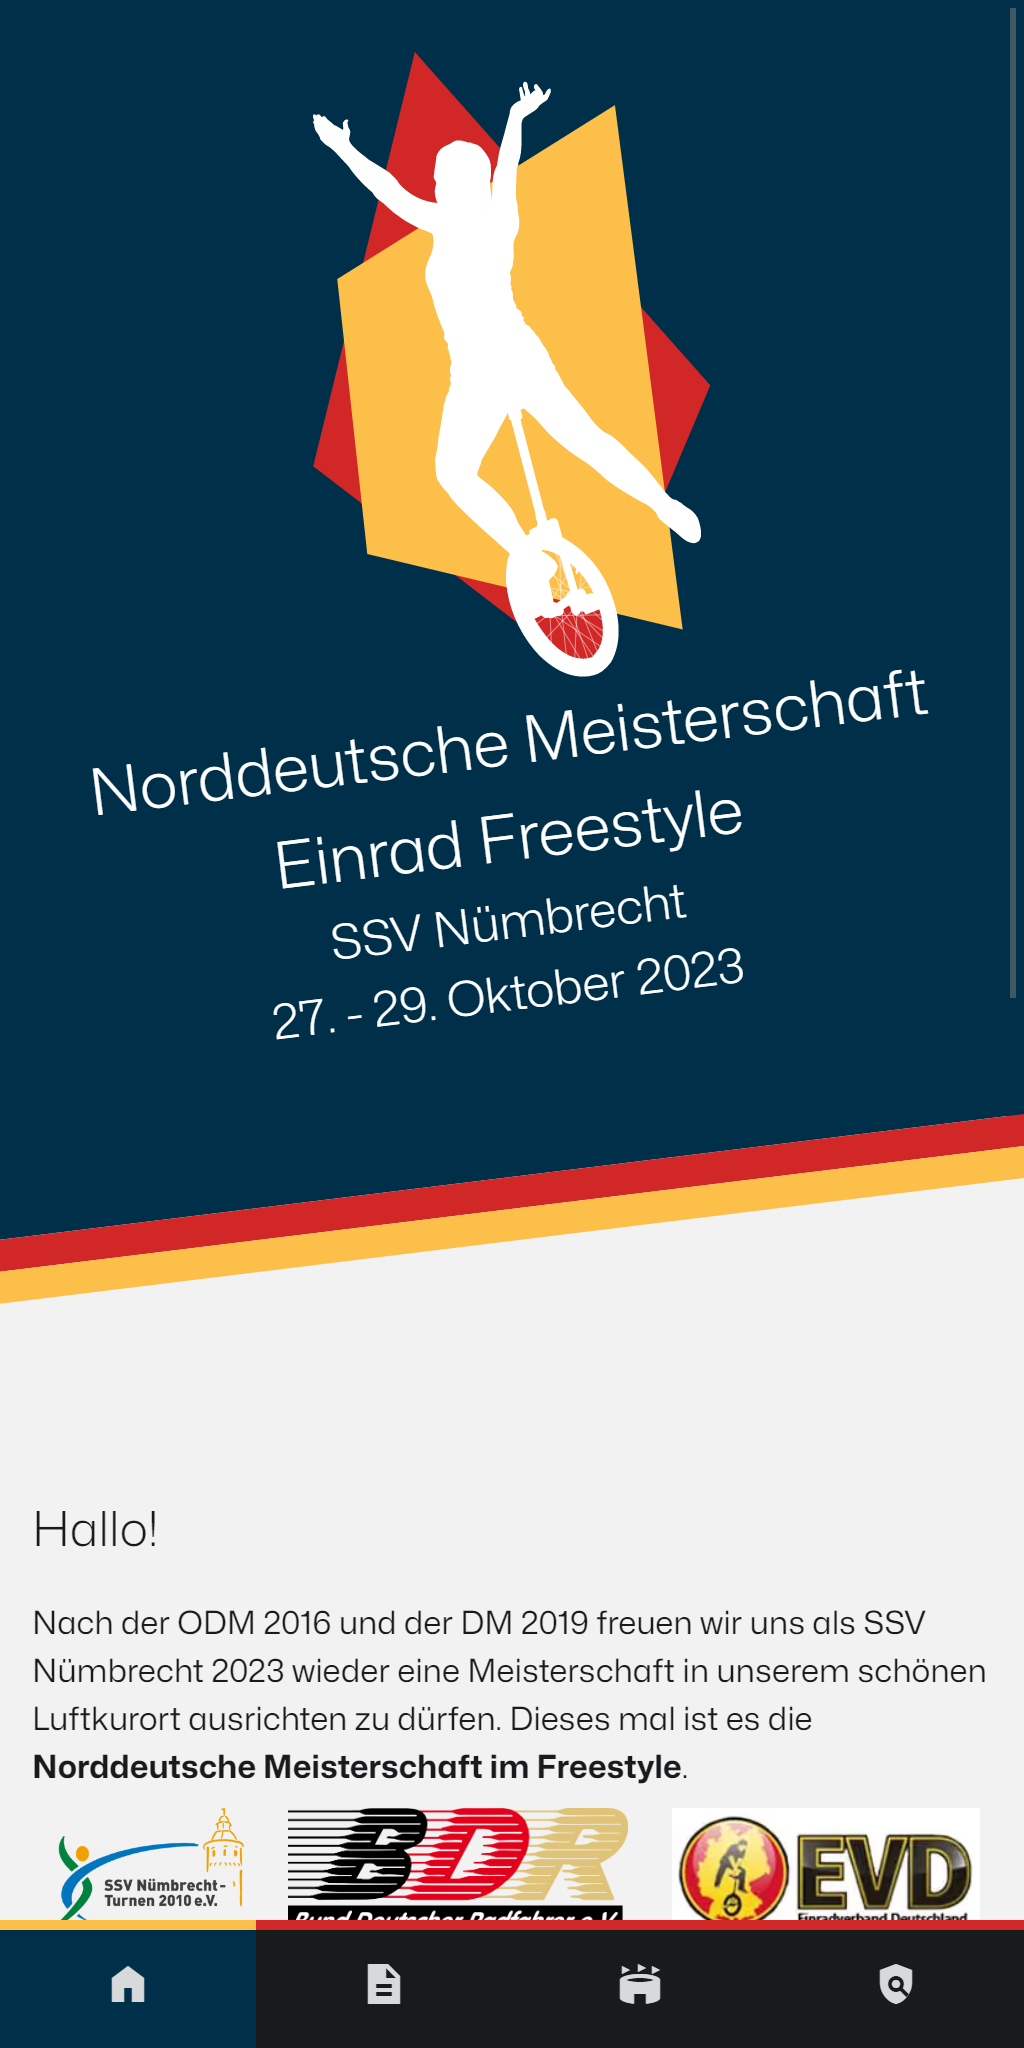 Norddeutsche Meisterschaft
Einrad Freestyle
SSV Nümbrecht
27. - 29. Oktober 2023
Hallo!
Nach der ODM 2016 und der DM 2019 freuen wir uns als SSV
Nümbrecht 2023 wieder eine Meisterschaft in unserem schönen
Luftkurort ausrichten zu dürfen. Dieses mal ist es die
Norddeutsche Meisterschaft im Freestyle.
SSV Nümbrecht-
Turnen 2010 e.V.
BDR
Bund Deutscher Radfahrer e.V.
EVD
Einradverband Deutschland